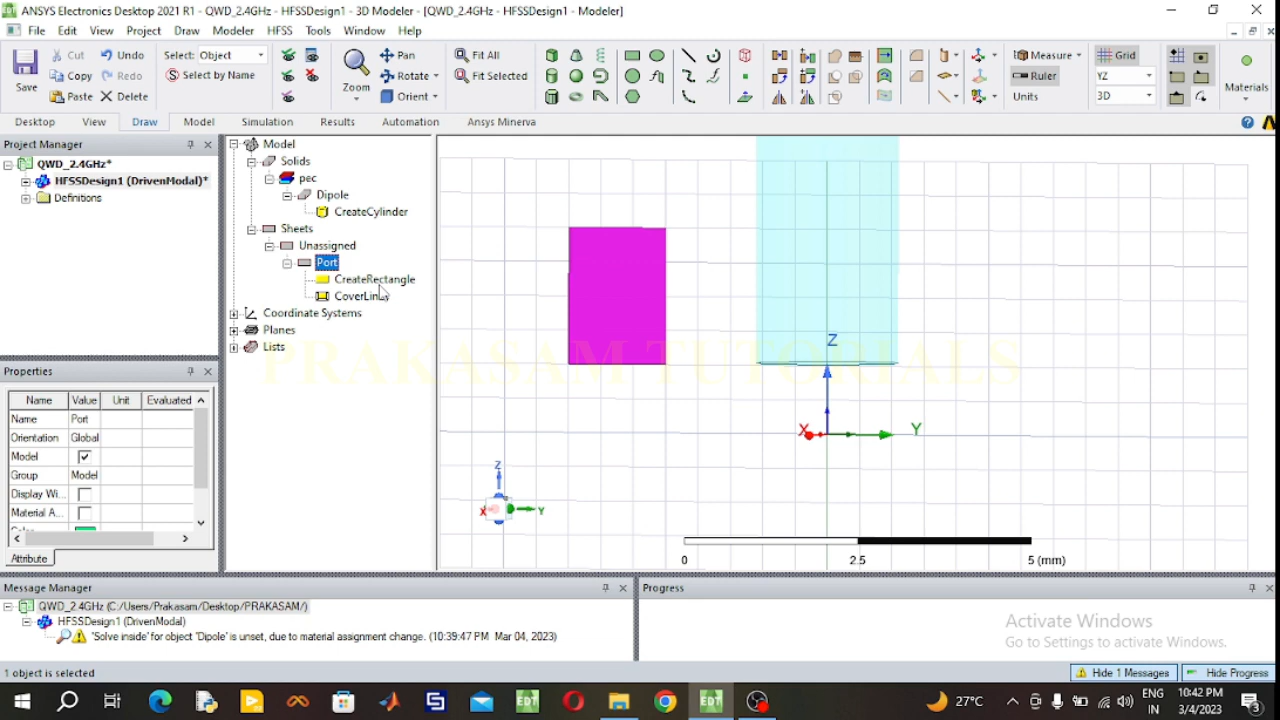 ANSYS Electronics Desktop 2021 R1 - QWD_2.4GHz - HFSSDesign1 - 3D Modeler - [QWD_2.4GHz - HFSSDesign1 - Modeler]
File Edit View Project Draw Modeler HFSS Tools Window Help
Save Cut Copy Paste Undo Redo Delete Select: Object Select by Name Zoom Pan Rotate Orient Fit All Fit Selected Measure Ruler Units Grid YZ 3D Materials
Desktop View Draw Model Simulation Results Automation Ansys Minerva
Project Manager
QWD_2.4GHz*
HFSSDesign1 (DrivenModal)*
Definitions
Model
Solids
pec
Dipole
CreateCylinder
Sheets
Unassigned
Port
CreateRectangle
CoverLines
Coordinate Systems
Planes
Lists
PRAKASAM TUTORIALS
Z
X
Y
Z
X
Y
0 2.5 5 (mm)
Properties
Name Value Unit Evaluated
Name Port
Orientation Global
Model
Group Model
Display Wi...
Material A...
Attribute
Message Manager
QWD_2.4GHz (C:/Users/Prakasam/Desktop/PRAKASAM/)
HFSSDesign1 (DrivenModal)
'Solve inside' for object 'Dipole' is unset, due to material assignment change. (10:39:47 PM Mar 04, 2023)
Progress
Activate Windows
Go to Settings to activate Windows.
1 object is selected
Hide 1 Messages Hide Progress
27°C
ENG
IN
10:42 PM
3/4/2023
3